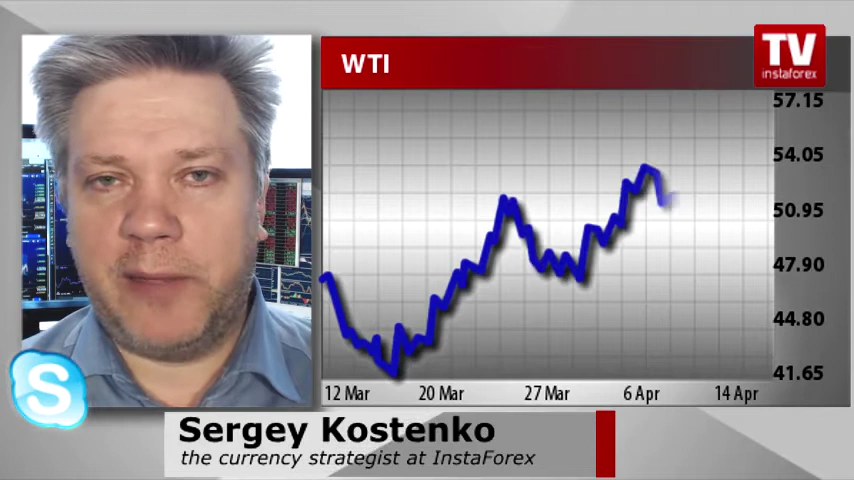 WTI
TV
instaforex
57.15
54.05
50.95
47.90
44.80
41.65
12 Mar
20 Mar
27 Mar
6 Apr
14 Apr
S
Sergey Kostenko
the currency strategist at InstaForex